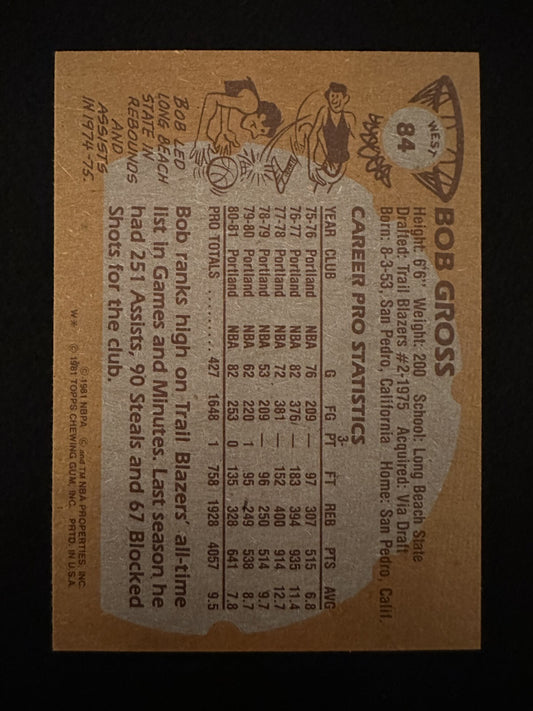 WEST
84
BOB GROSS
Height: 6'6" Weight: 200 School: Long Beach State
Drafted: Trail Blazers #2-1975 Acquired: Via Draft
Born: 8-3-53, San Pedro, California Home: San Pedro, Calif.
CAREER PRO STATISTICS
YEAR CLUB G FG 3-PT FT REB PTS AVG
75-76 Portland NBA 76 209 — 97 307 515 6.8
76-77 Portland NBA 82 376 — 183 394 935 11.4
77-78 Portland NBA 72 381 — 152 400 914 12.7
78-79 Portland NBA 53 209 — 96 250 514 9.7
79-80 Portland NBA 62 220 1 95 249 538 8.7
80-81 Portland NBA 82 253 0 135 328 641 7.8
PRO TOTALS .......... 427 1648 1 758 1928 4057 9.5
Bob ranks high on Trail Blazers' all-time
list in Games and Minutes. Last season he
had 251 Assists, 90 Steals and 67 Blocked
Shots for the club.
BOB LED
LONG BEACH
STATE IN
REBOUNDS
AND
ASSISTS
IN 1974-75.
© 1981 NBPA © and TM NBA PROPERTIES, INC.
W* © 1981 TOPPS CHEWING GUM, INC. PRTD. IN U.S.A.